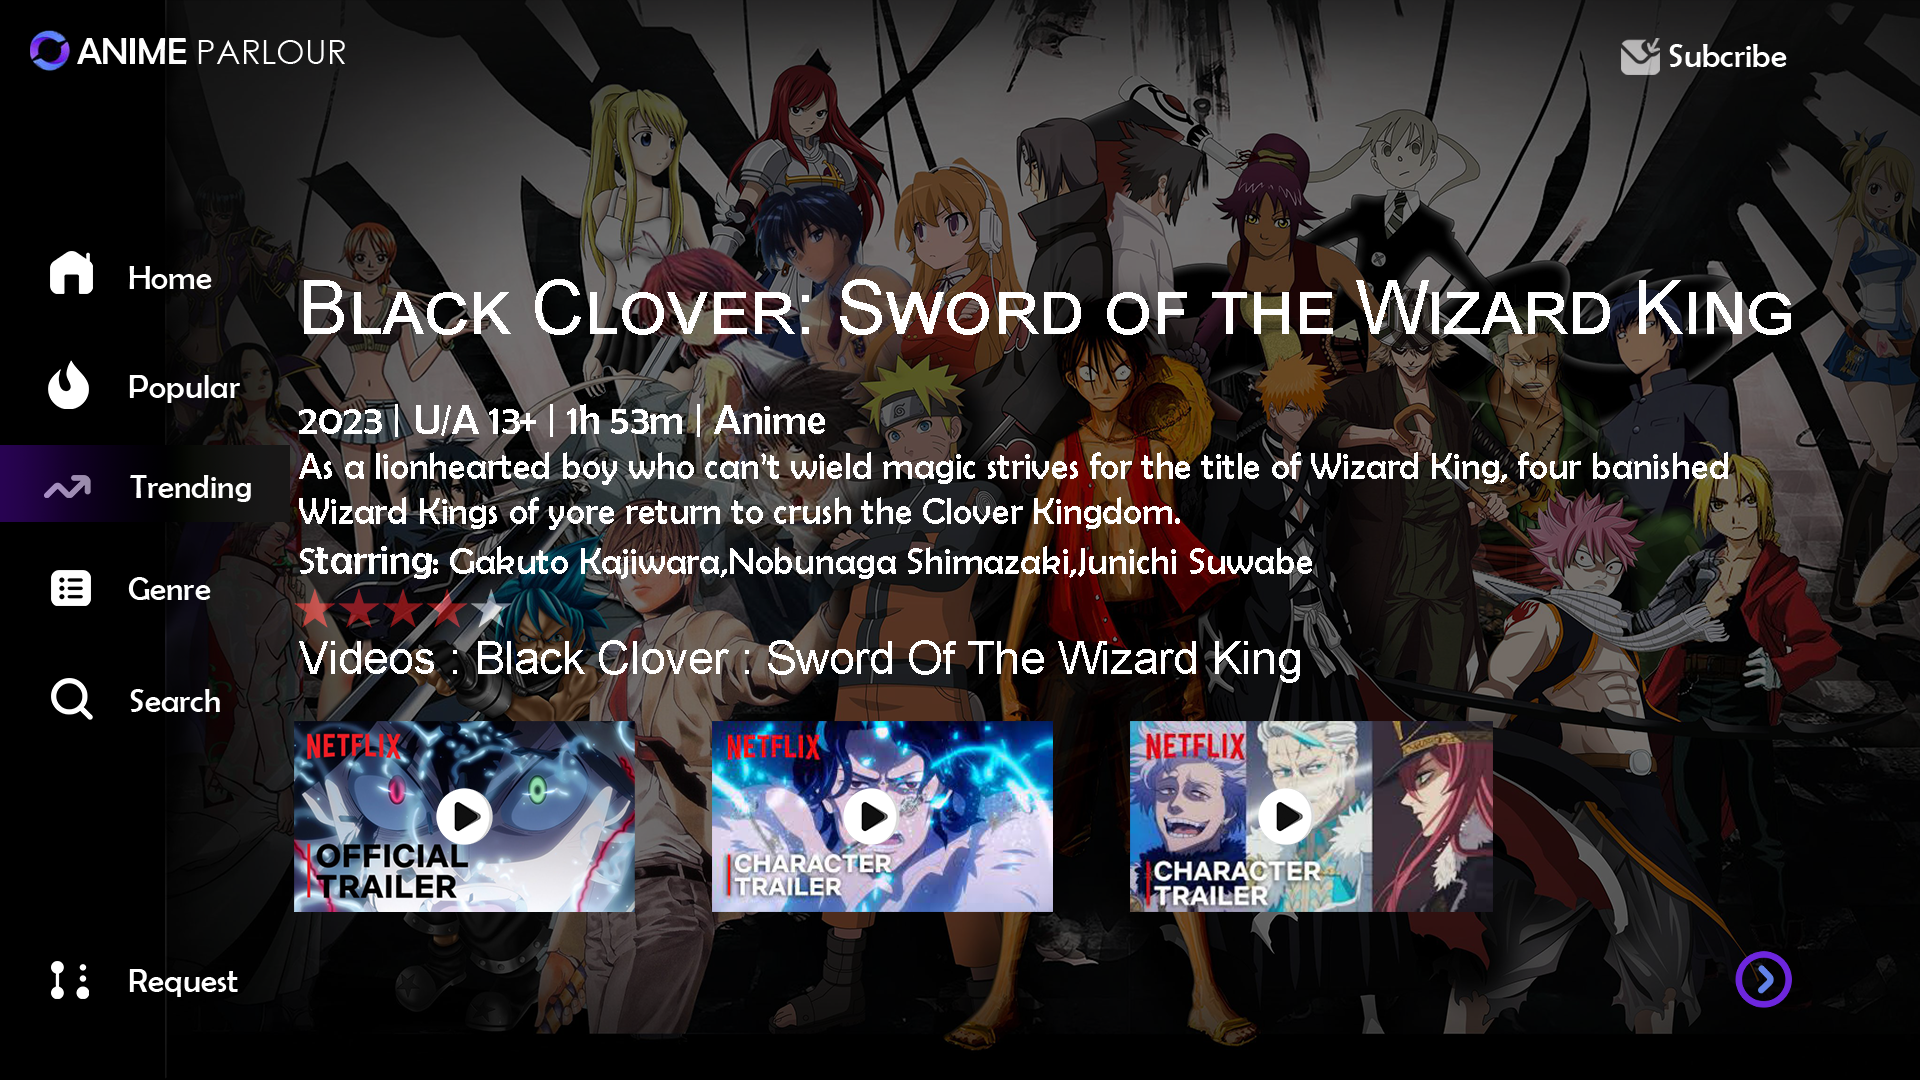 ANIME PARLOUR
Subcribe
Home
Popular
Trending
Genre
Search
Request
BLACK CLOVER: SWORD OF THE WIZARD KING
2023 | U/A 13+ | 1h 53m | Anime
As a lionhearted boy who can't wield magic strives for the title of Wizard King, four banished
Wizard Kings of yore return to crush the Clover Kingdom.
Starring: Gakuto Kajiwara,Nobunaga Shimazaki,Junichi Suwabe
Videos : Black Clover : Sword Of The Wizard King
NETFLIX
OFFICIAL
TRAILER
NETFLIX
CHARACTER
TRAILER
NETFLIX
CHARACTER
TRAILER